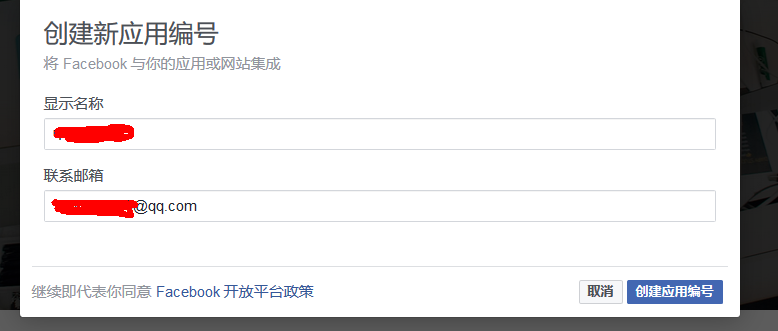 创建新应用编号
将 Facebook 与你的应用或网站集成
显示名称
联系邮箱
@qq.com
继续即代表你同意 Facebook 开放平台政策
取消
创建应用编号